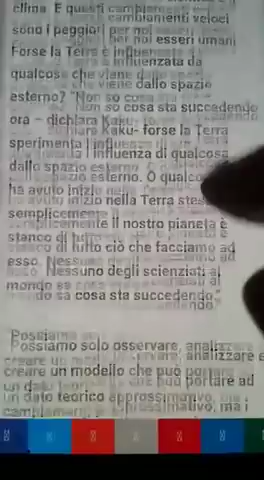 clima. E questi cambiamenti
cambiamenti veloci
sono i peggiori per noi esseri umani
Forse la Terra è influenzata da
qualcosa che viene dallo spazio
esterno? "Non so cosa sta succedendo
ora – dichiara Kaku- forse la Terra
sperimenta l influenza di qualcosa
dallo spazio esterno. O qualco
ha avuto inizio nella Terra stes
semplicemente il nostro pianeta è
stanco di tutto ciò che facciamo ad
esso. Nessuno degli scienziati al
mondo sa cosa sta succedendo."
Possiamo solo osservare, analizzare e
creare un modello che può portare ad
un dato teorico approssimativo, ma i
cambiamenti